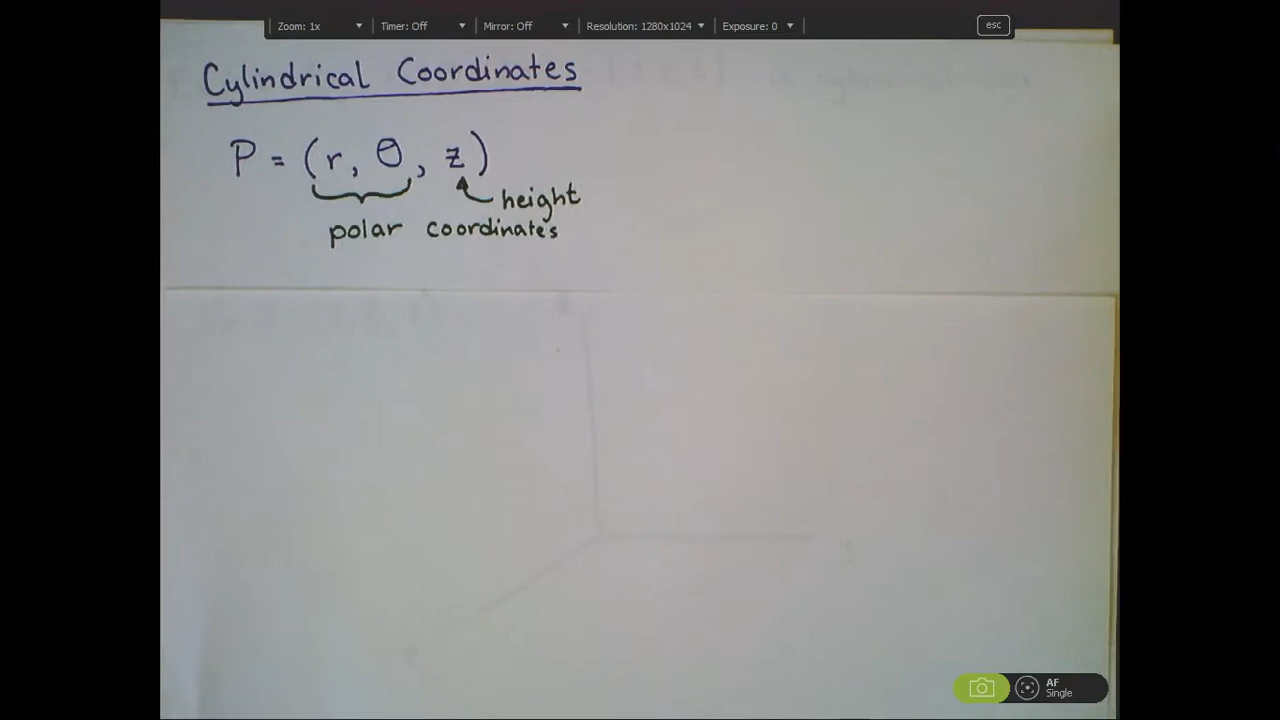 Zoom: 1x Timer: Off Mirror: Off Resolution: 1280x1024 Exposure: 0 esc
Cylindrical Coordinates
P = (r, θ, z)
height
polar coordinates
AF
Single